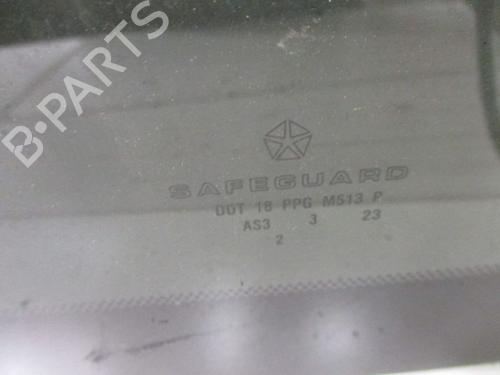 B-PARTS
SAFEGUARD
DOT 18 PPG M513 P
AS3 3 23
2